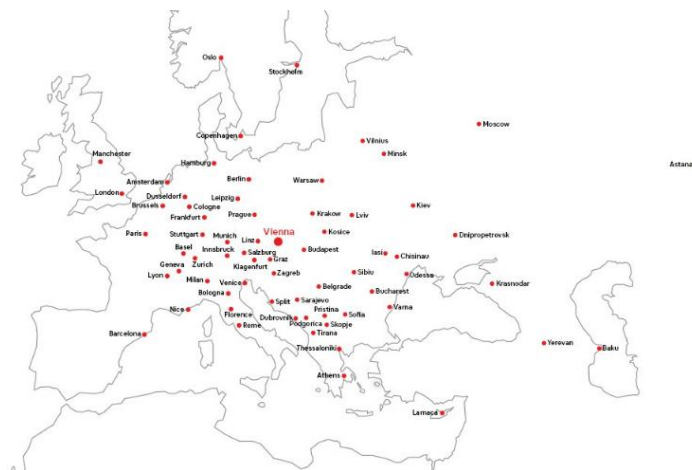 Oslo
Stockholm
Moscow
Copenhagen
Vilnius
Minsk
Manchester
Hamburg
Astana
Amsterdam
Berlin
Warsaw
London
Dusseldorf
Leipzig
Brussels
Cologne
Kiev
Frankfurt
Prague
Krakow
Lviv
Paris
Stuttgart
Munich
Linz
Vienna
Kosice
Dnipropetrovsk
Basel
Innsbruck
Salzburg
Budapest
Iasi
Chisinau
Zurich
Graz
Geneva
Klagenfurt
Lyon
Milan
Venice
Zagreb
Sibiu
Odessa
Bologna
Belgrade
Bucharest
Krasnodar
Nice
Florence
Split
Sarajevo
Pristina
Sofia
Varna
Rome
Dubrovnik
Podgorica
Skopje
Barcelona
Tirana
Thessaloniki
Yerevan
Baku
Athens
Larnaca